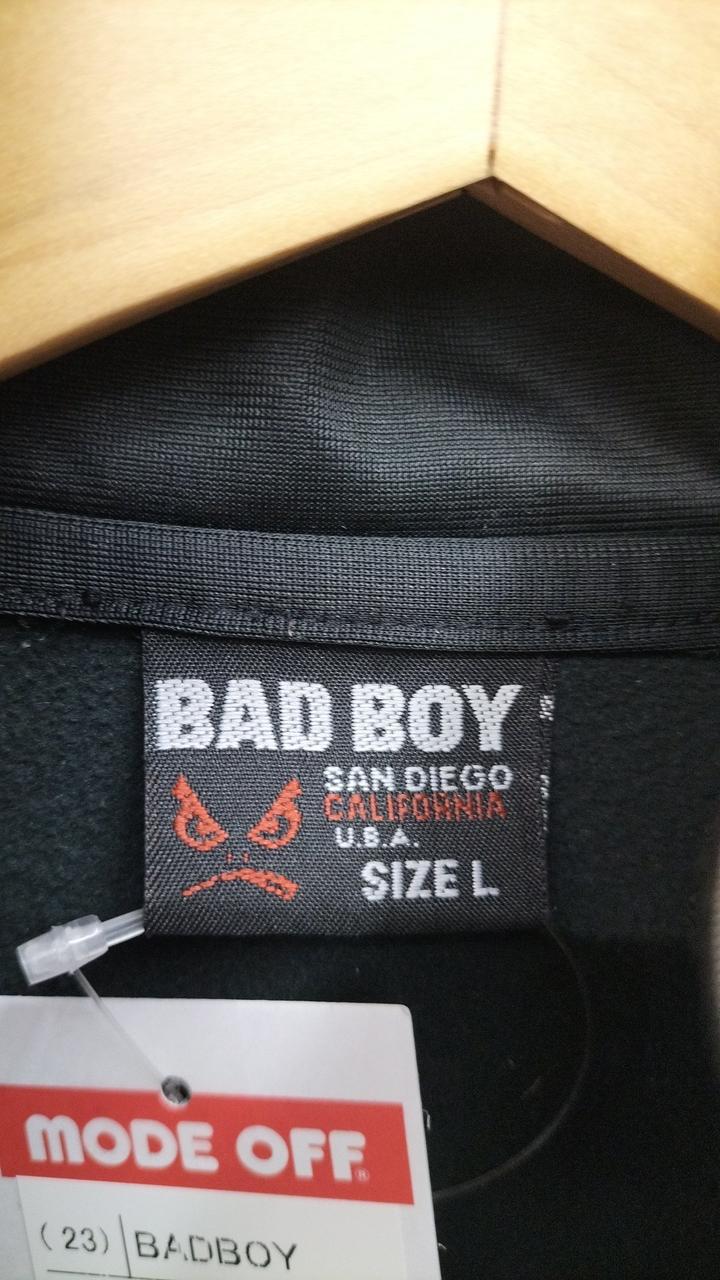 BAD BOY
SAN DIEGO
CALIFORNIA
U.S.A.
SIZE L
MODE OFF®
(23) BADBOY